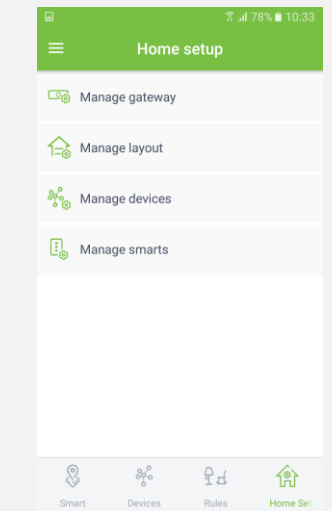 78% 10:33
Home setup
Manage gateway
Manage layout
Manage devices
Manage smarts
Smart Devices Rules Home Set